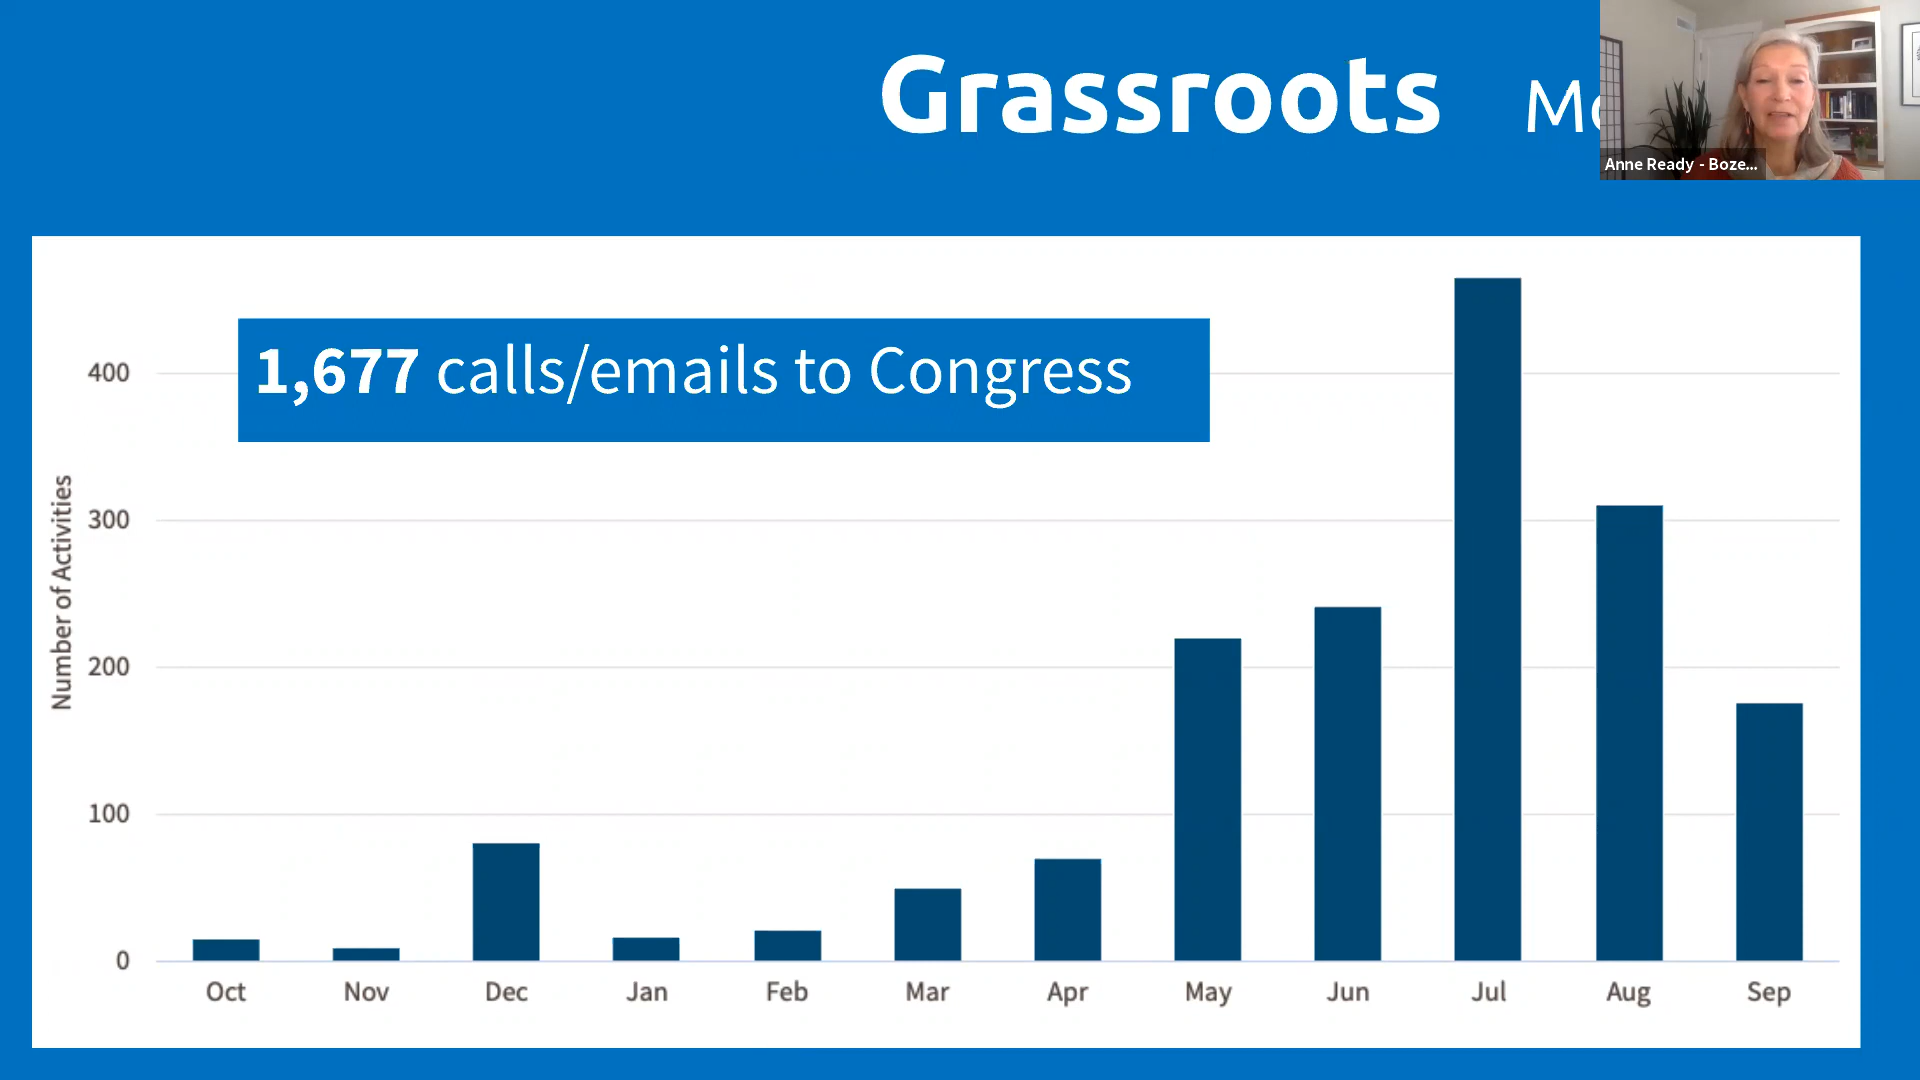 Grassroots
Anne Ready - Boze...
1,677 calls/emails to Congress
Number of Activities
400
300
200
100
0
Oct Nov Dec Jan Feb Mar Apr May Jun Jul Aug Sep